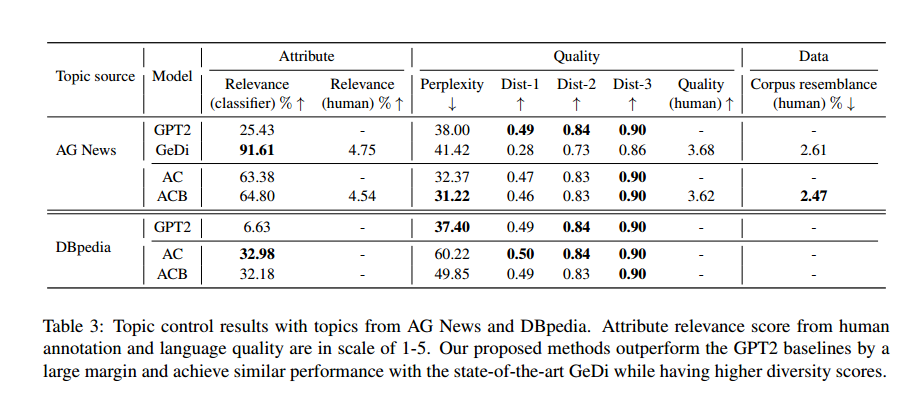 Attribute Quality Data
Topic source Model Relevance Relevance Perplexity Dist-1 Dist-2 Dist-3 Quality Corpus resemblance
(classifier) % ↑ (human) % ↑ ↓ ↑ ↑ ↑ (human) ↑ (human) % ↓
GPT2 25.43 - 38.00 0.49 0.84 0.90 - -
AG News GeDi 91.61 4.75 41.42 0.28 0.73 0.86 3.68 2.61
AC 63.38 - 32.37 0.47 0.83 0.90 - -
ACB 64.80 4.54 31.22 0.46 0.83 0.90 3.62 2.47
GPT2 6.63 - 37.40 0.49 0.84 0.90 - -
DBpedia AC 32.98 - 60.22 0.50 0.84 0.90 - -
ACB 32.18 - 49.85 0.49 0.83 0.90 - -
Table 3: Topic control results with topics from AG News and DBpedia. Attribute relevance score from human
annotation and language quality are in scale of 1-5. Our proposed methods outperform the GPT2 baselines by a
large margin and achieve similar performance with the state-of-the-art GeDi while having higher diversity scores.